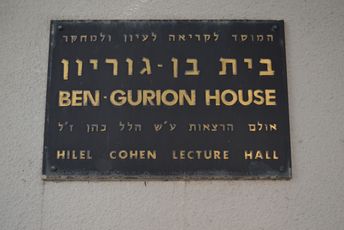 המוסד לקריאה לעיון ולמחקר
בית בן-גוריון
BEN-GURION HOUSE
אולם הרצאות ע"ש הלל כהן ז"ל
HILEL COHEN LECTURE HALL